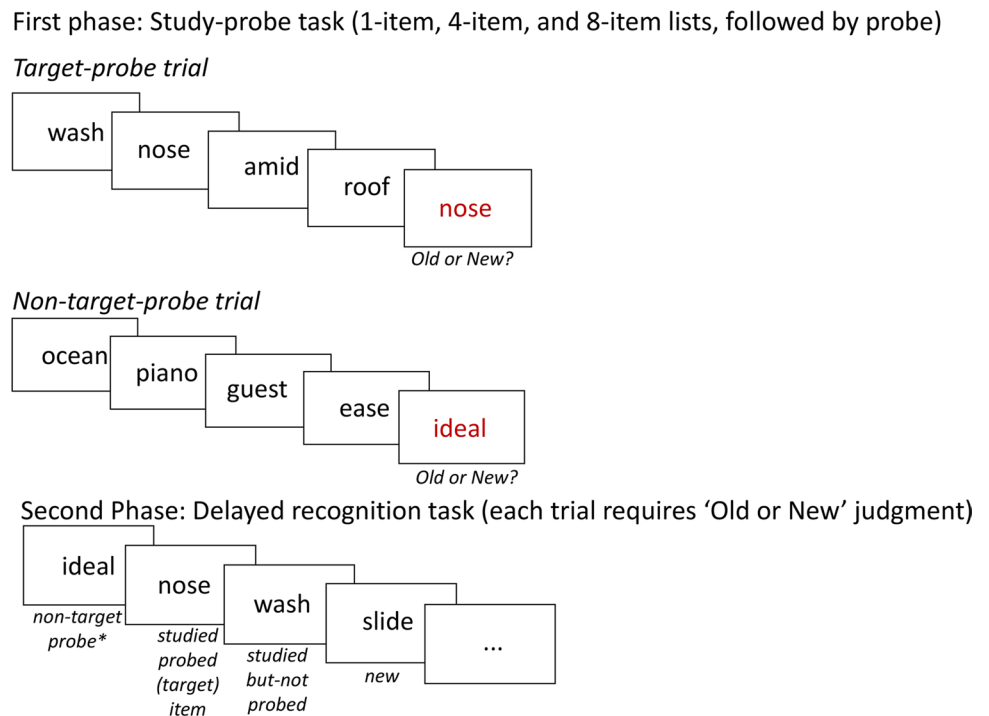 First phase: Study-probe task (1-item, 4-item, and 8-item lists, followed by probe)
Target-probe trial
wash
nose
amid
roof
nose
Old or New?
Non-target-probe trial
ocean
piano
guest
ease
ideal
Old or New?
Second Phase: Delayed recognition task (each trial requires ‘Old or New’ judgment)
ideal
non-target
probe*
nose
studied
probed
(target)
item
wash
studied
but-not
probed
slide
new
...